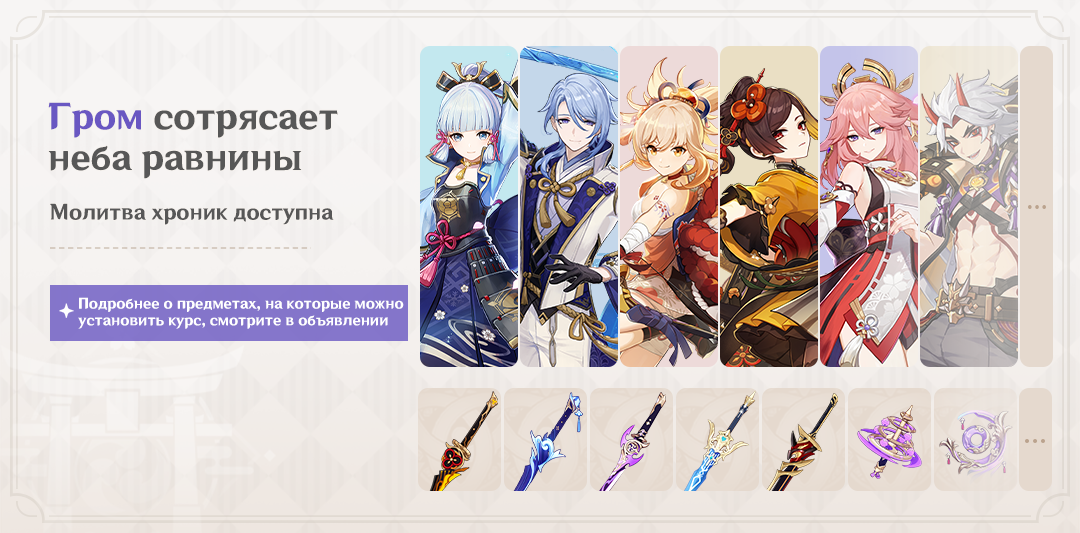 Гром сотрясает
неба равнины
Молитва хроник доступна
Подробнее о предметах, на которые можно
установить курс, смотрите в объявлении